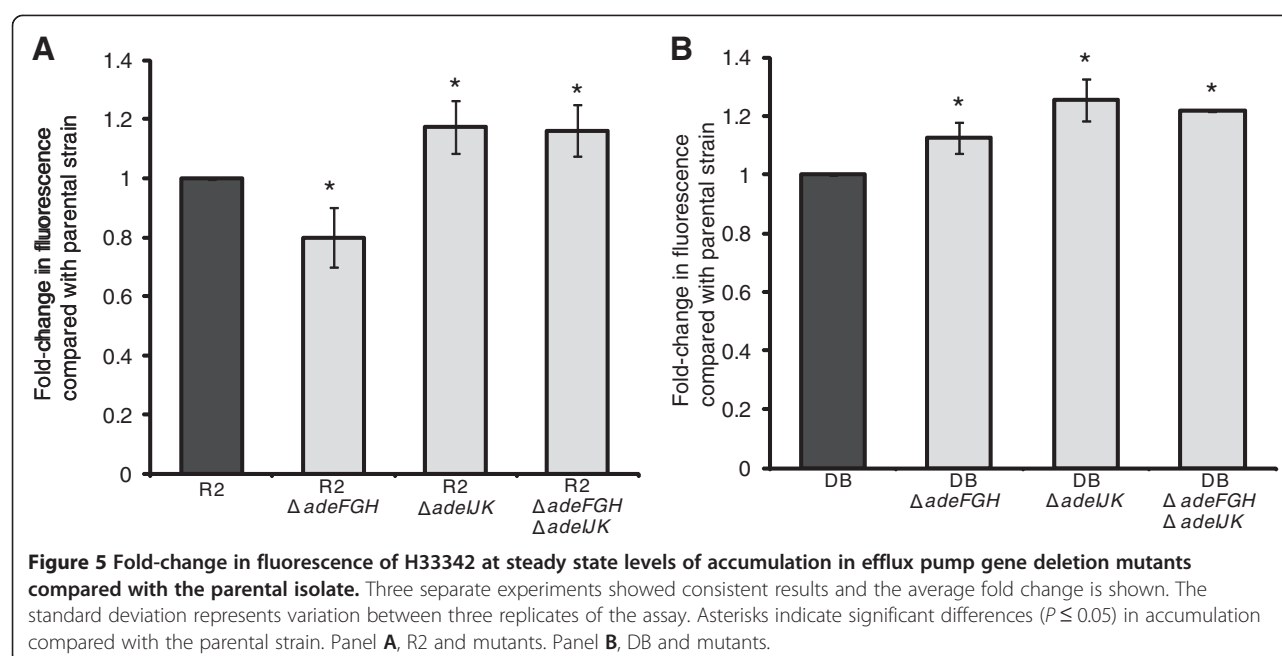 A
Fold-change in fluorescence
compared with parental strain
1.4
1.2
1
0.8
0.6
0.4
0.2
0
*
*
*
R2
R2
ΔadeFGH
R2
ΔadeIJK
R2
ΔadeFGH
ΔadeIJK
B
Fold-change in fluorescence
compared with parental strain
1.4
1.2
1
0.8
0.6
0.4
0.2
0
*
*
*
DB
DB
ΔadeFGH
DB
ΔadeIJK
DB
ΔadeFGH
ΔadeIJK
Figure 5 Fold-change in fluorescence of H33342 at steady state levels of accumulation in efflux pump gene deletion mutants
compared with the parental isolate. Three separate experiments showed consistent results and the average fold change is shown. The
standard deviation represents variation between three replicates of the assay. Asterisks indicate significant differences (P ≤ 0.05) in accumulation
compared with the parental strain. Panel A, R2 and mutants. Panel B, DB and mutants.